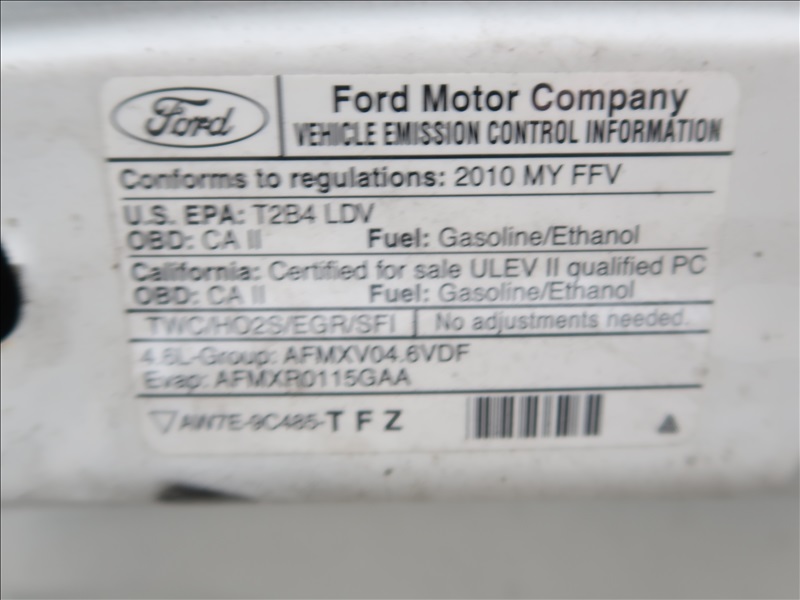 Ford
Ford Motor Company
VEHICLE EMISSION CONTROL INFORMATION
Conforms to regulations: 2010 MY FFV
U.S. EPA: T2B4 LDV
OBD: CA II Fuel: Gasoline/Ethanol
California: Certified for sale ULEV II qualified PC
OBD: CA II Fuel: Gasoline/Ethanol
TWC/HO2S/EGR/SFI No adjustments needed.
4.6L-Group: AFMXV04.6VDF
Evap: AFMXR0115GAA
AW7E-9C485-TFZ